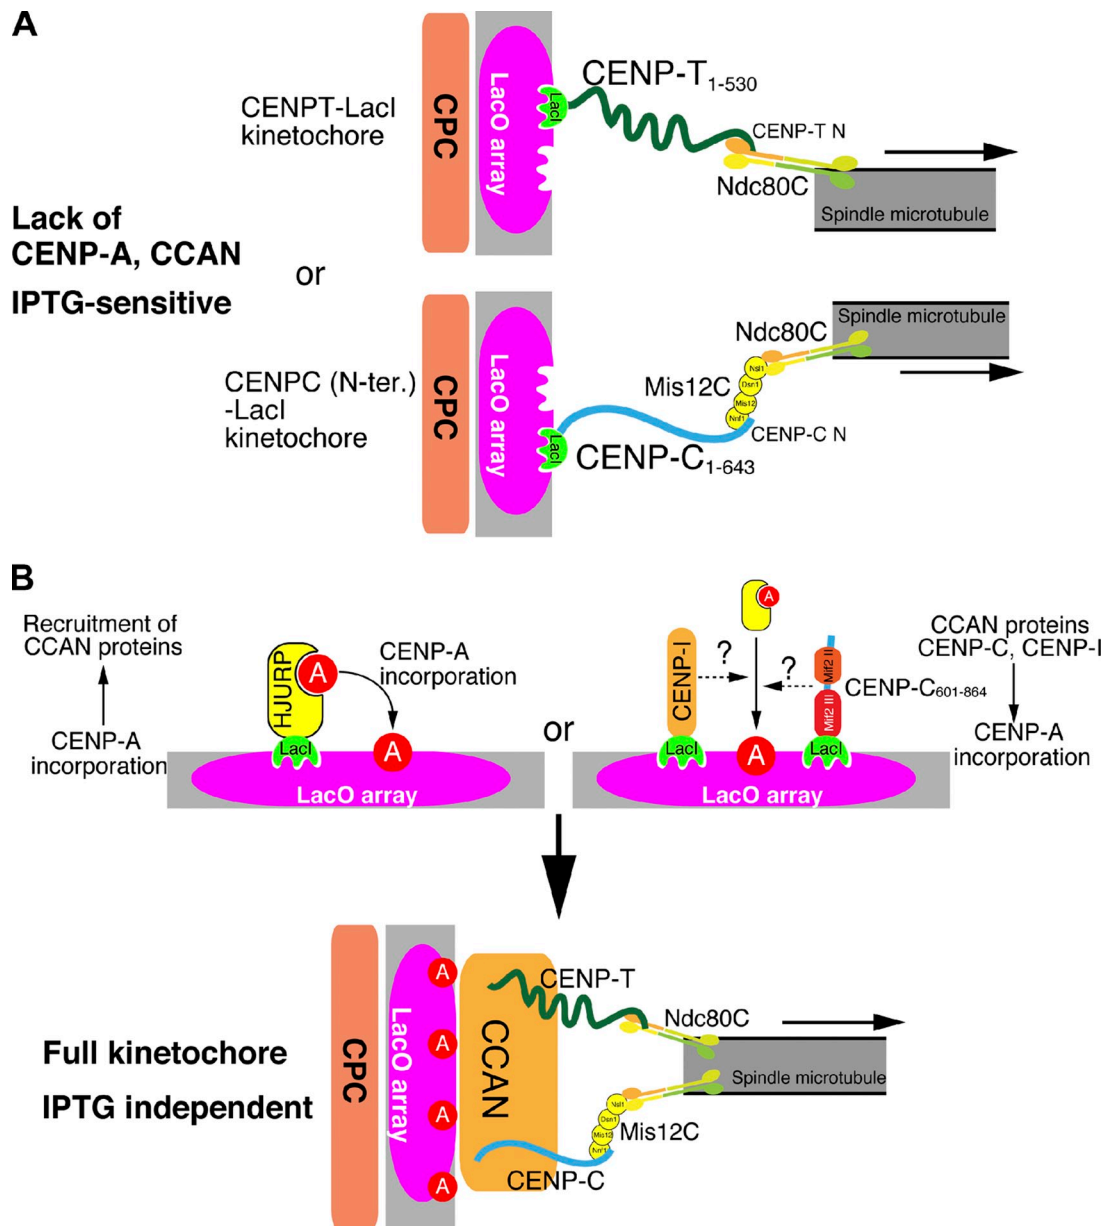 A
CPC
LacO array
LacI
CENP-T1-530
CENP-T N
Ndc80C
Spindle microtubule
CENPT-LacI
kinetochore
Lack of
CENP-A, CCAN
IPTG-sensitive
or
CENPC (N-ter.)
-LacI
kinetochore
CPC
LacO array
LacI
CENP-C1-643
CENP-C N
Mis12C
Nsl1
Dsn1
Mis12
Nnf1
Ndc80C
Spindle microtubule
B
Recruitment of
CCAN proteins
CENP-A
incorporation
HJURP
A
LacI
CENP-A
incorporation
A
LacO array
or
CENP-I
LacI
?
A
?
A
Mif2 II
Mif2 III
LacI
CENP-C601-864
LacO array
CCAN proteins
CENP-C, CENP-I
CENP-A
incorporation
Full kinetochore
IPTG independent
CPC
LacO array
A
A
A
A
CCAN
CENP-T
Ndc80C
Spindle microtubule
Nsl1
Dsn1
Mis12
Nnf1
Mis12C
CENP-C